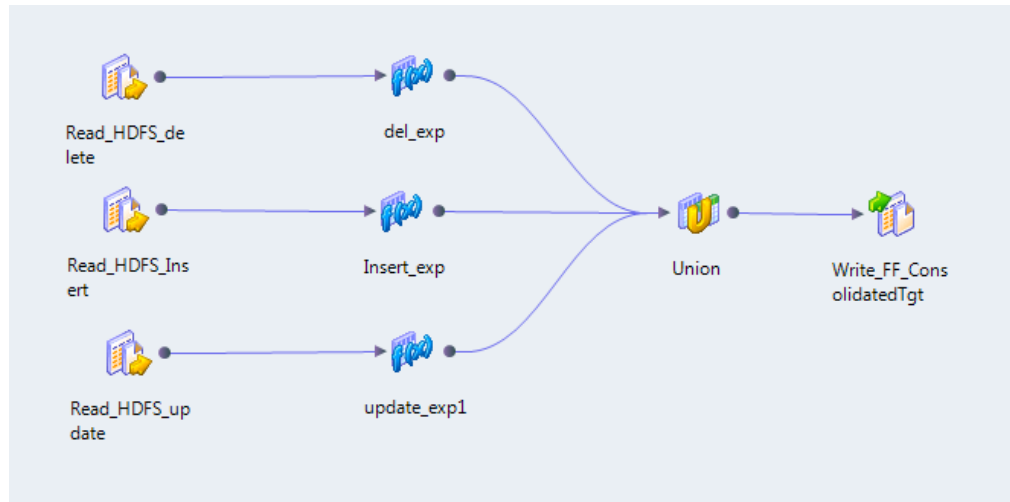 Read_HDFS_de
lete
del_exp
Read_HDFS_Ins
ert
Insert_exp
Union
Write_FF_Cons
olidatedTgt
Read_HDFS_up
date
update_exp1